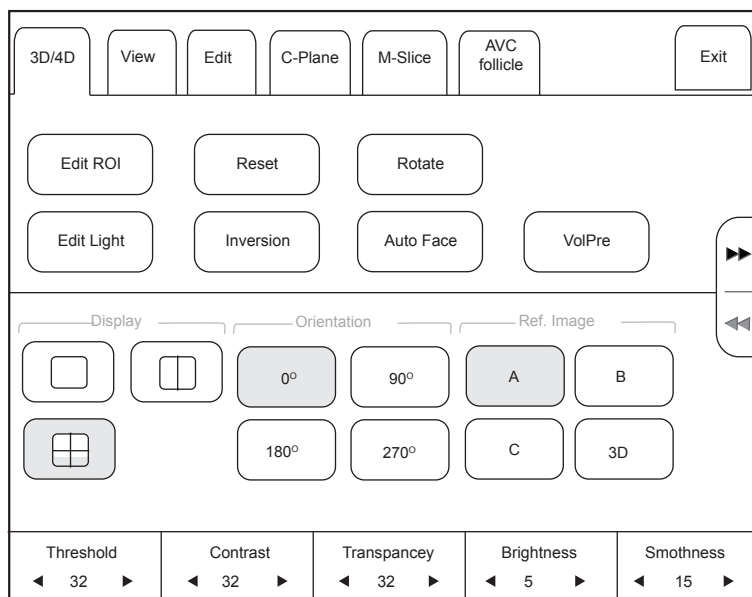 3D/4D View Edit C-Plane M-Slice AVC follicle Exit
Edit ROI Reset Rotate
Edit Light Inversion Auto Face VolPre
Display Orientation Ref. Image
0° 90° A B
180° 270° C 3D
Threshold Contrast Transpancey Brightness Smothness
32 32 32 5 15